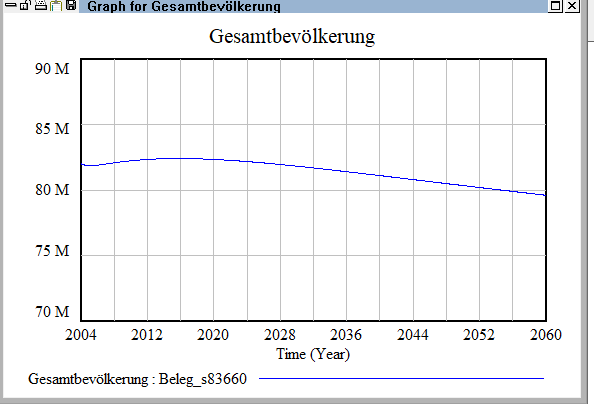 Graph for Gesamtbevölkerung
Gesamtbevölkerung
90 M
85 M
80 M
75 M
70 M
2004 2012 2020 2028 2036 2044 2052 2060
Time (Year)
Gesamtbevölkerung : Beleg_s83660